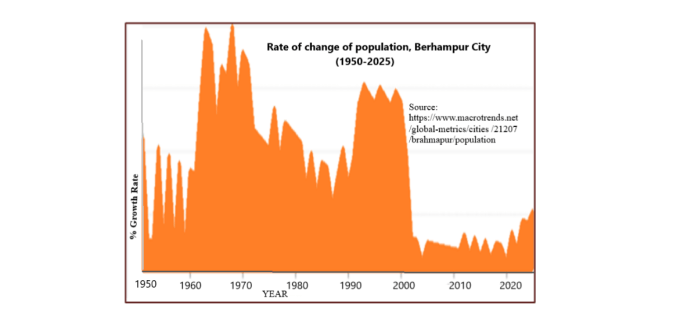 Rate of change of population, Berhampur City
(1950-2025)
Source:
https://www.macrotrends.net
/global-metrics/cities /21207
/brahmapur/population
% Growth Rate
1950 1960 1970 1980 1990 2000 2010 2020
YEAR